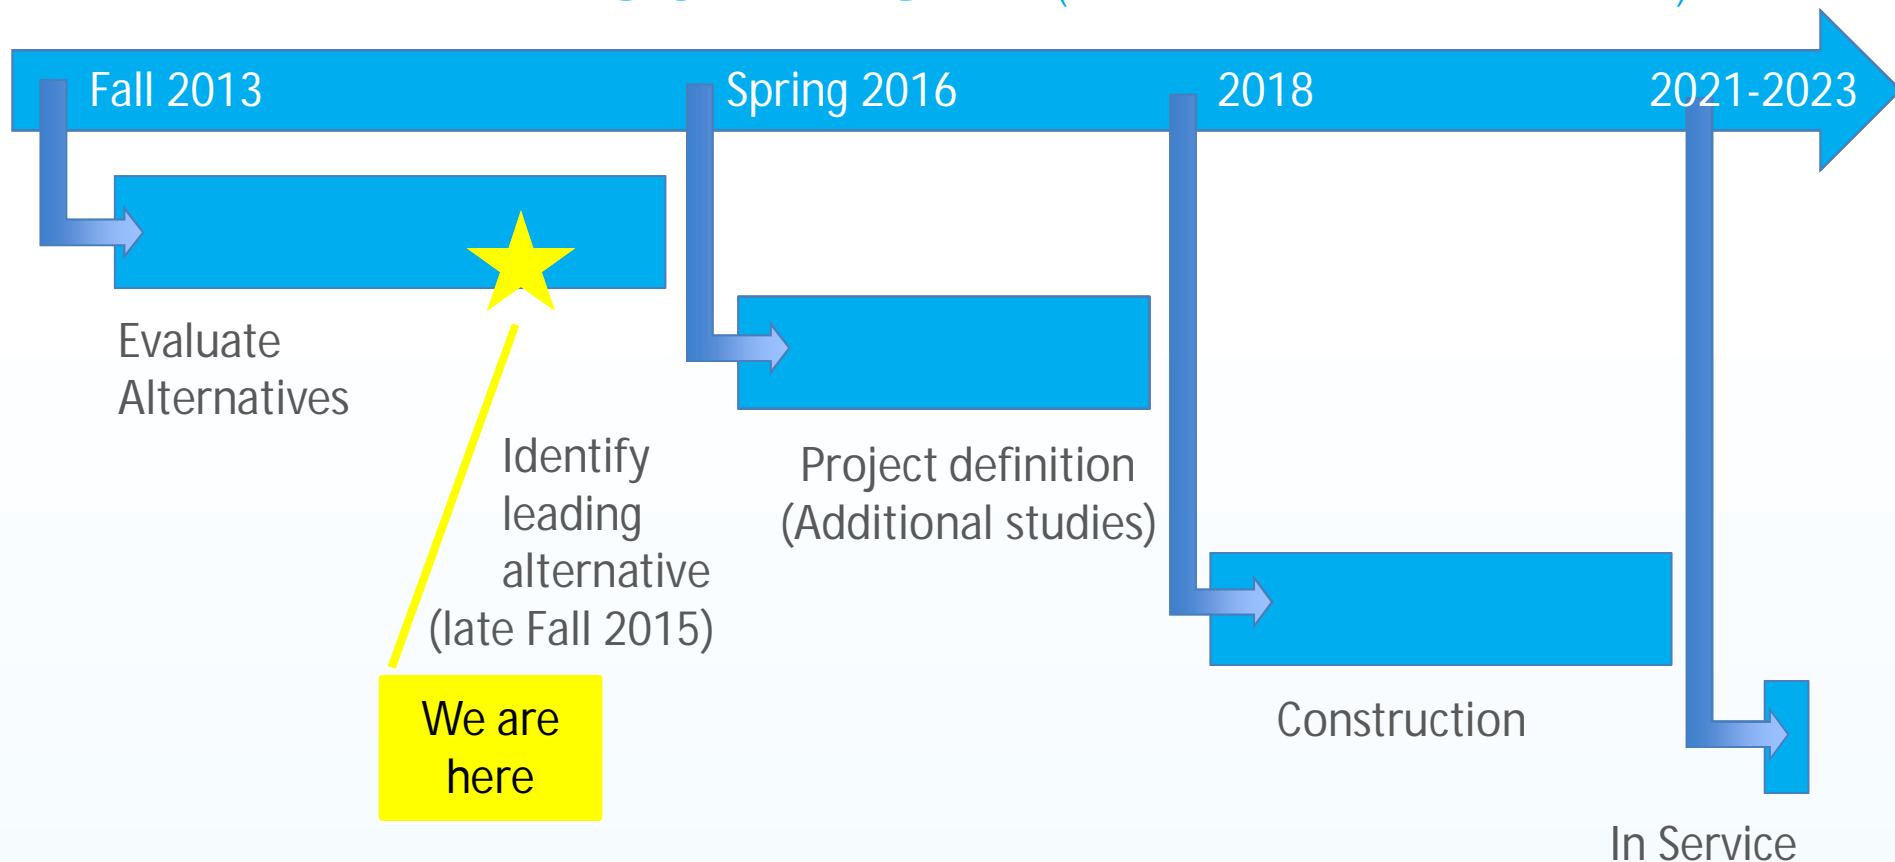 Fall 2013
Spring 2016
2018
2021-2023
Evaluate
Alternatives
Identify
leading
alternative
(late Fall 2015)
We are
here
Project definition
(Additional studies)
Construction
In Service